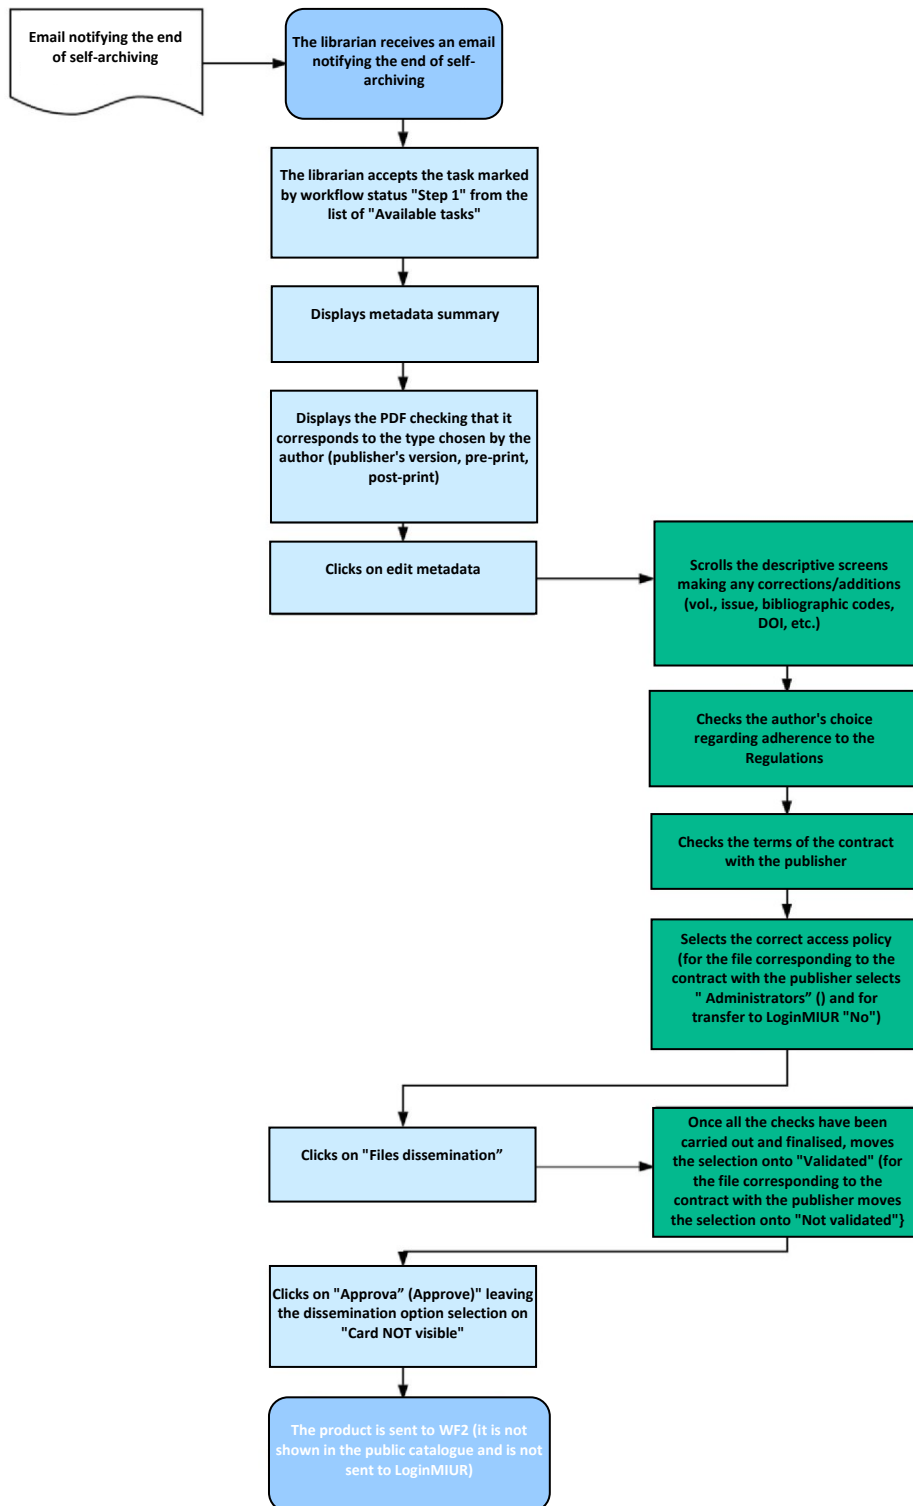 Email notifying the end
of self-archiving
The librarian receives an email
notifying the end of self-
archiving
The librarian accepts the task marked
by workflow status "Step 1" from the
list of "Available tasks"
Displays metadata summary
Displays the PDF checking that it
corresponds to the type chosen by the
author (publisher's version, pre-print,
post-print)
Clicks on edit metadata
Scrolls the descriptive screens
making any corrections/additions
(vol., issue, bibliographic codes,
DOI, etc.)
Checks the author's choice
regarding adherence to the
Regulations
Checks the terms of the contract
with the publisher
Selects the correct access policy
(for the file corresponding to the
contract with the publisher selects
" Administrators” () and for
transfer to LoginMIUR "No")
Clicks on "Files dissemination”
Once all the checks have been
carried out and finalised, moves
the selection onto "Validated" (for
the file corresponding to the
contract with the publisher moves
the selection onto "Not validated"}
Clicks on "Approva” (Approve)" leaving
the dissemination option selection on
"Card NOT visible"
The product is sent to WF2 (it is not
shown in the public catalogue and is not
sent to LoginMIUR)